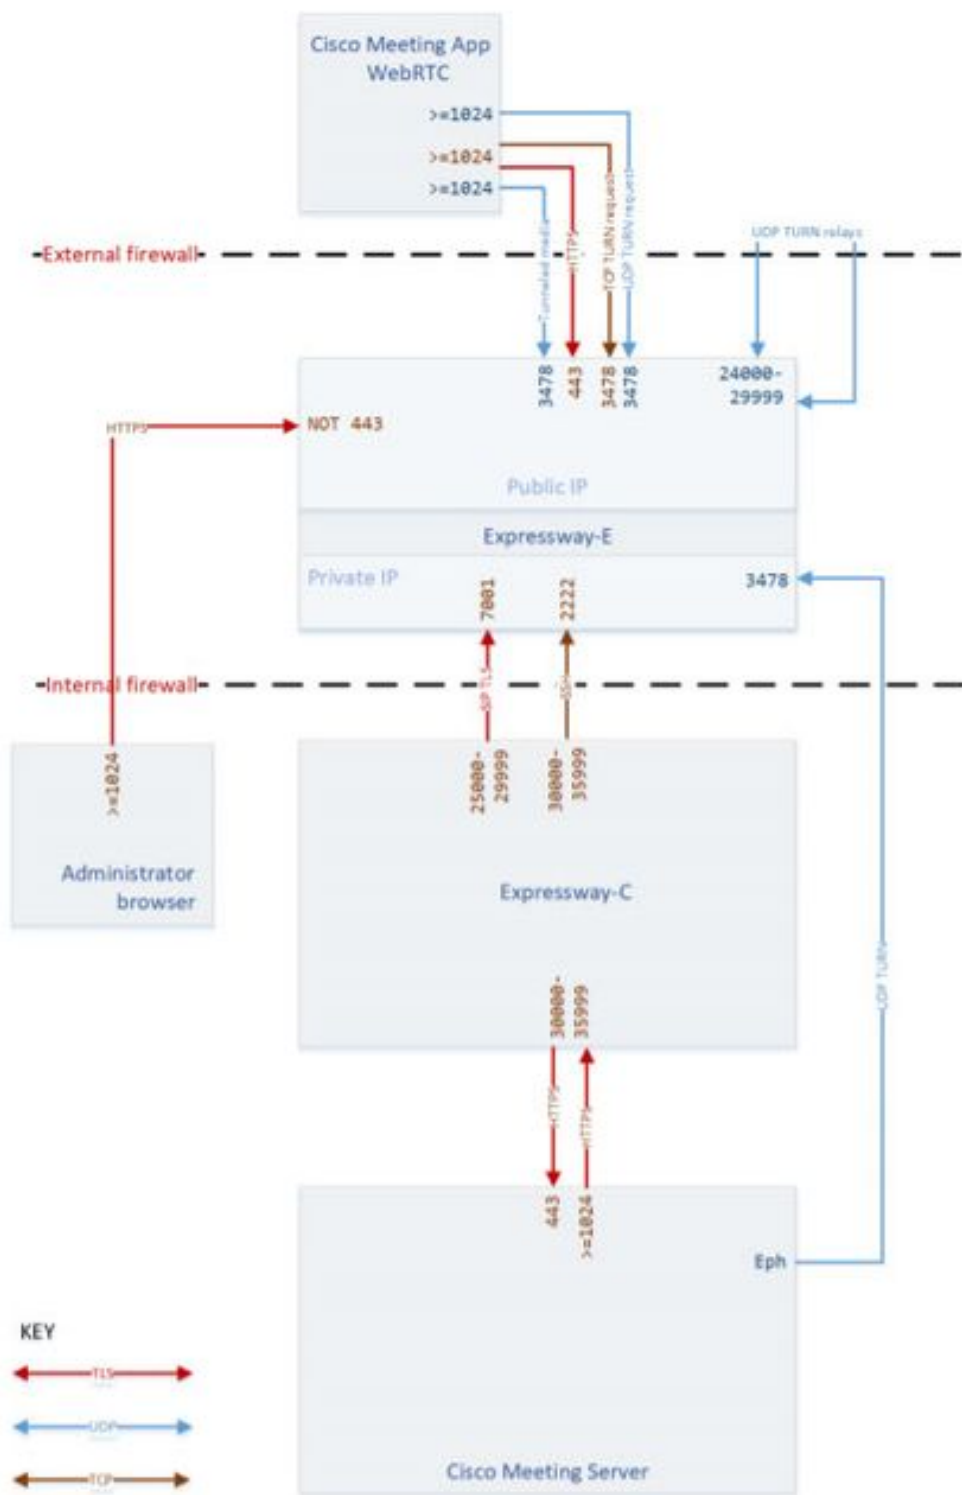 Cisco Meeting App
WebRTC
>=1024
>=1024
>=1024
Tunneled media
HTTPS
TCP TURN request
UDP TURN request
UDP TURN relays
External firewall
3478
443
3478
3478
24000-
29999
HTTPS
NOT 443
Public IP
Expressway-E
Private IP
7001
2222
3478
Internal firewall
SIP TLS
SSH
>=1024
Administrator
browser
25000-
29999
30000-
35999
Expressway-C
UDP TURN
30000-
35999
HTTPS
HTTPS
443
>=1024
Eph
KEY
TLS
UDP
TCP
Cisco Meeting Server